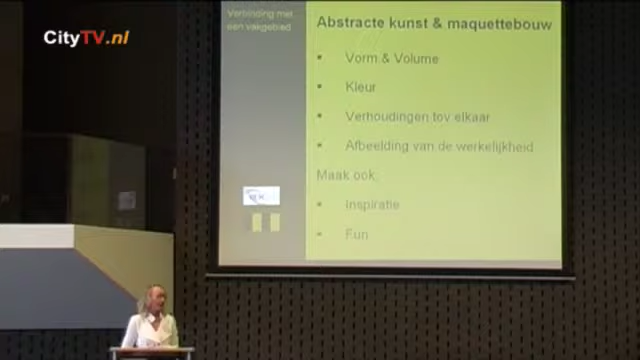 CityTV.nl
Verbinding met
een vakgebied
Abstracte kunst & maquettebouw
Vorm & Volume
Kleur
Verhoudingen tov elkaar
Afbeelding van de werkelijkheid
Maak ook:
Inspiratie
Fun